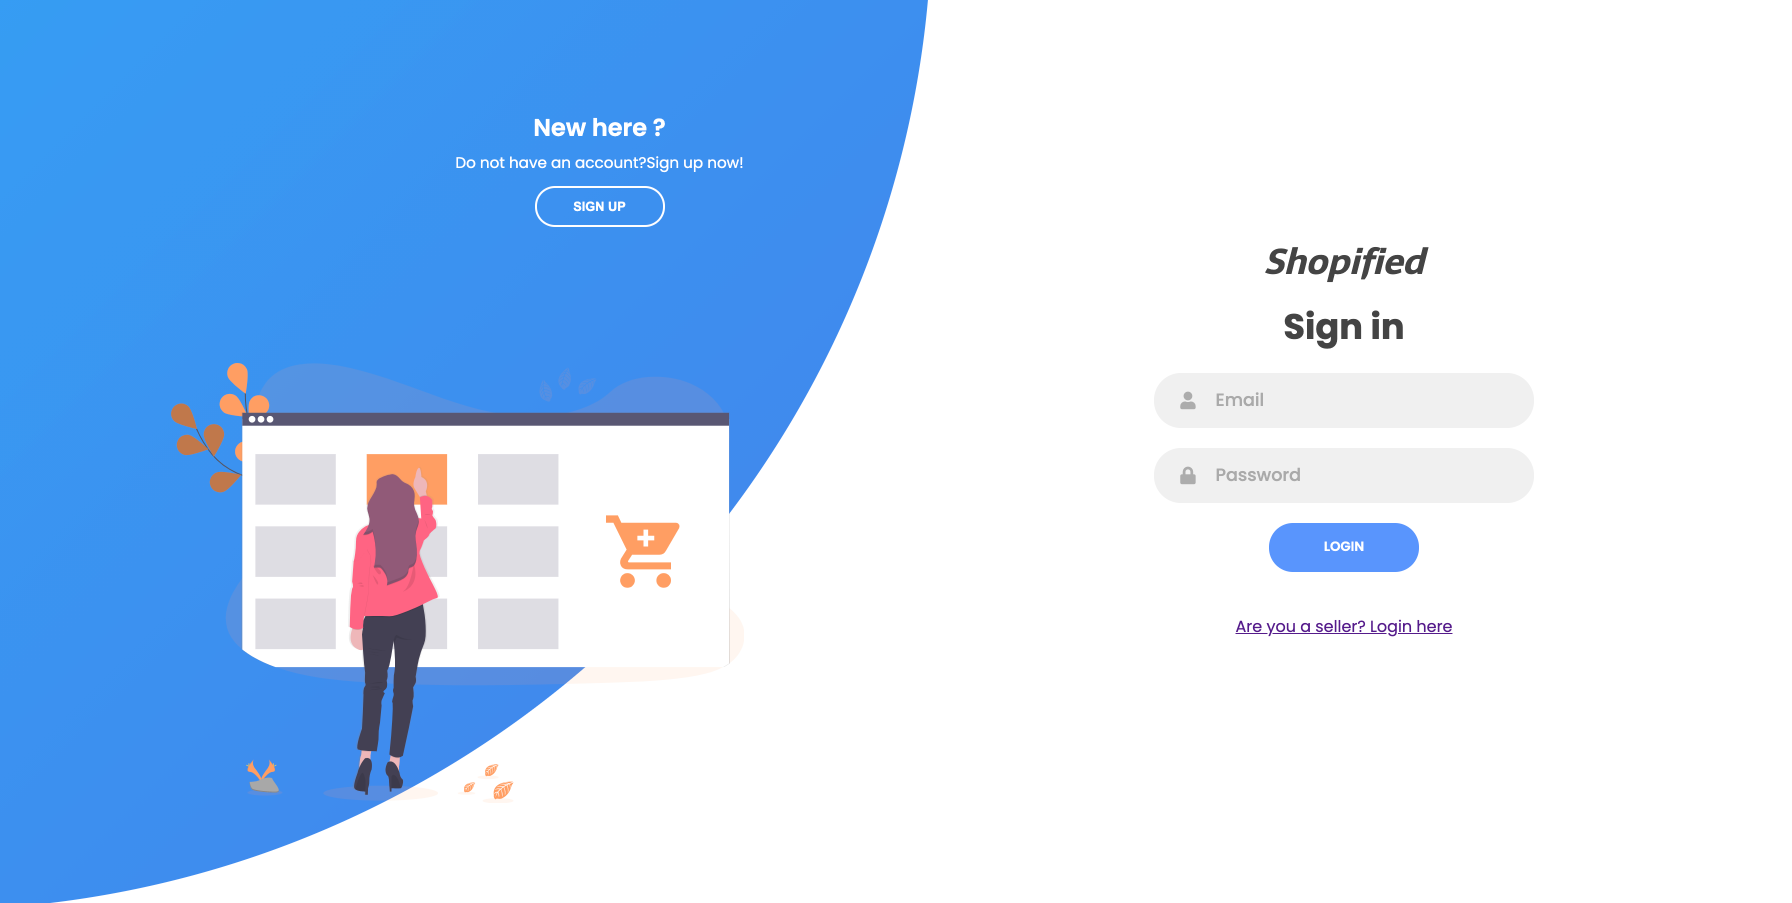 New here ?
Do not have an account?Sign up now!
SIGN UP
Shopified
Sign in
Email
Password
LOGIN
Are you a seller? Login here